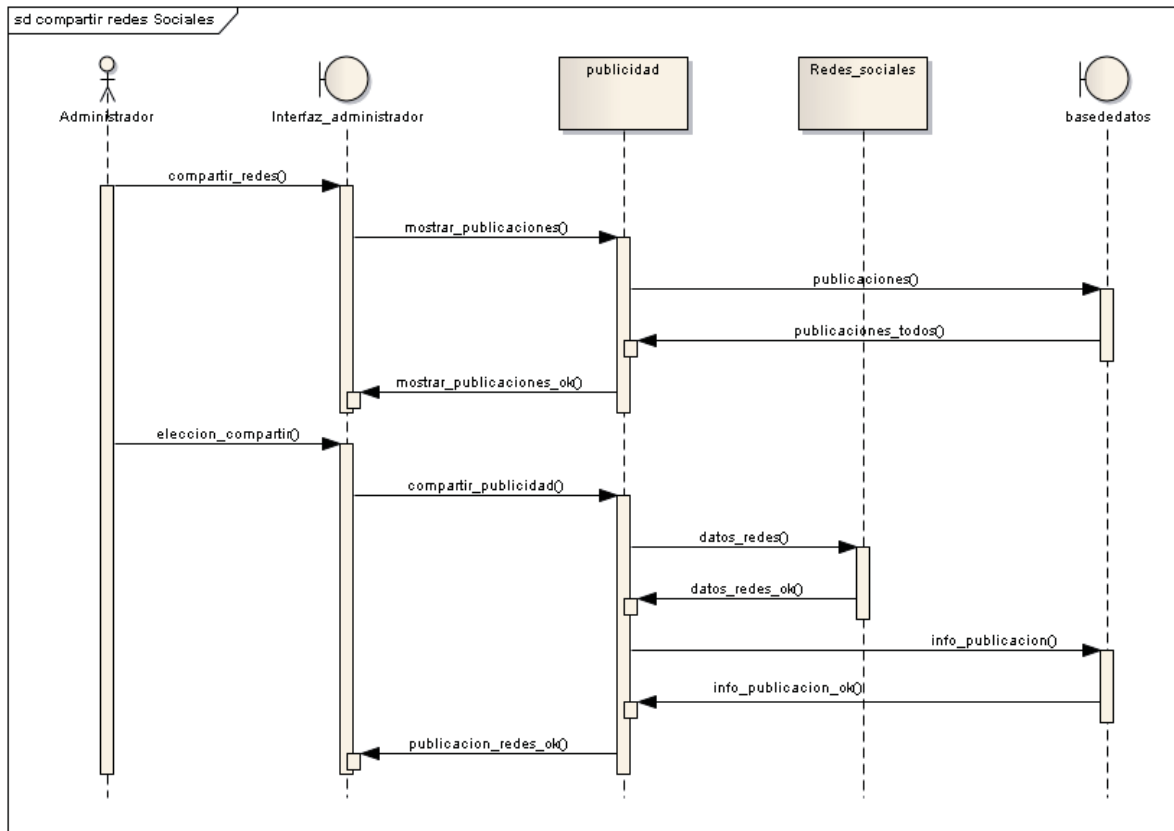 sd compartir redes Sociales
Administrador
Interfaz_administrador
publicidad
Redes_sociales
basededatos
compartir_redes()
mostrar_publicaciones()
publicaciones()
publicaciones_todos()
mostrar_publicaciones_ok()
eleccion_compartir()
compartir_publicidad()
datos_redes()
datos_redes_ok()
info_publicacion()
info_publicacion_ok()
publicacion_redes_ok()